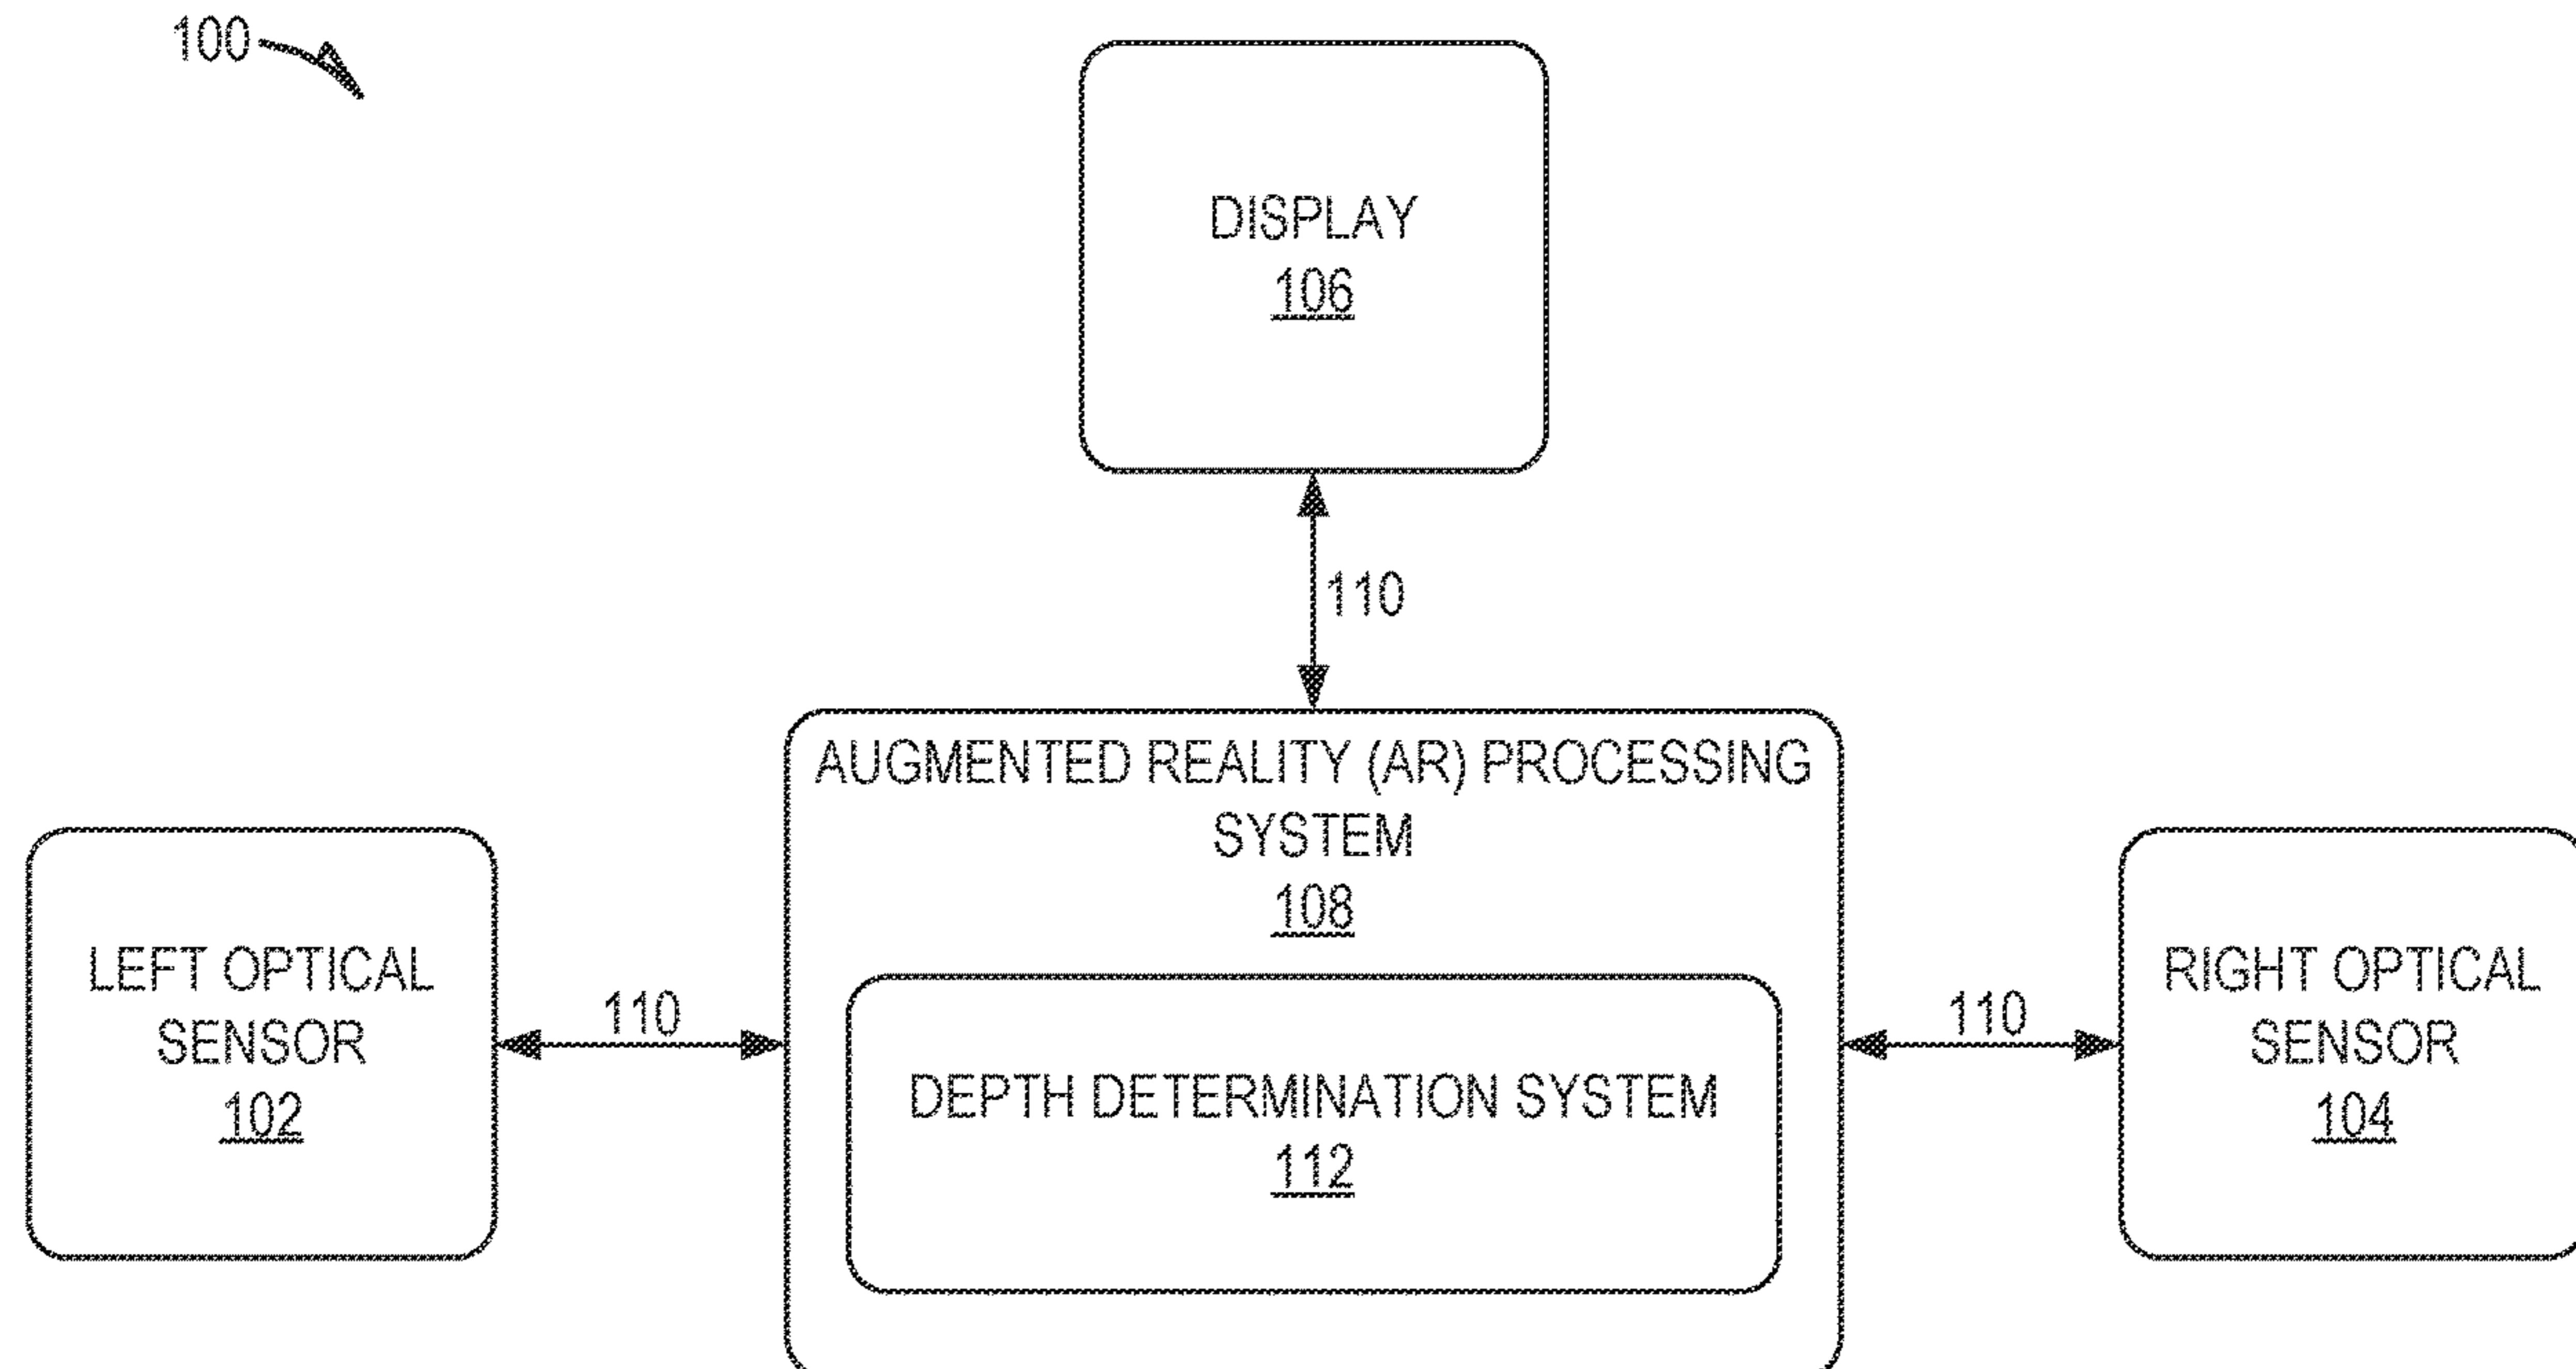 100
DISPLAY
106
110
AUGMENTED REALITY (AR) PROCESSING
SYSTEM
108
LEFT OPTICAL
SENSOR
102
110
DEPTH DETERMINATION SYSTEM
112
110
RIGHT OPTICAL
SENSOR
104